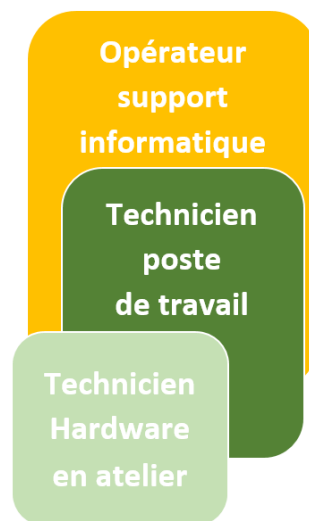 Opérateur
support
informatique
Technicien
poste
de travail
Technicien
Hardware
en atelier